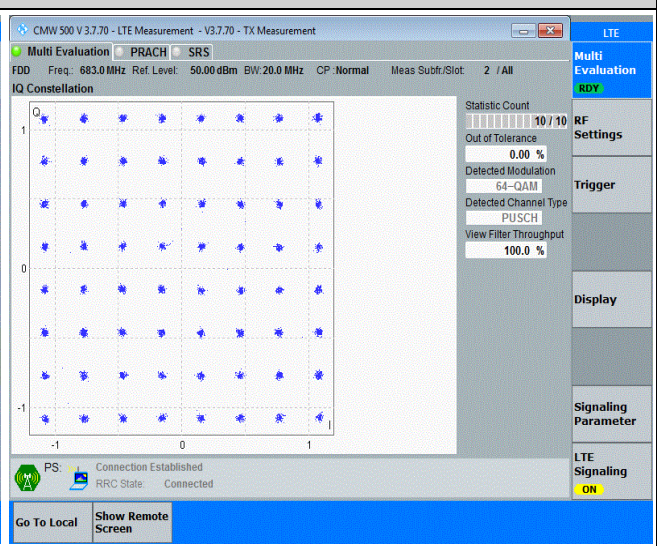 CMW 500 V 3.7.70 - LTE Measurement - V3.7.70 - TX Measurement
LTE
Multi Evaluation PRACH SRS
FDD Freq.: 683.0 MHz Ref. Level: 50.00 dBm BW: 20.0 MHz CP : Normal Meas Subfr./Slot: 2 / All
IQ Constellation
Q
1
0
-1
I
-1 0 1
Statistic Count
10 / 10
Out of Tolerance
0.00 %
Detected Modulation
64-QAM
Detected Channel Type
PUSCH
View Filter Throughput
100.0 %
Multi
Evaluation
RDY
RF
Settings
Trigger
Display
Signaling
Parameter
LTE
Signaling
ON
PS: Connection Established
RRC State: Connected
Go To Local
Show Remote
Screen